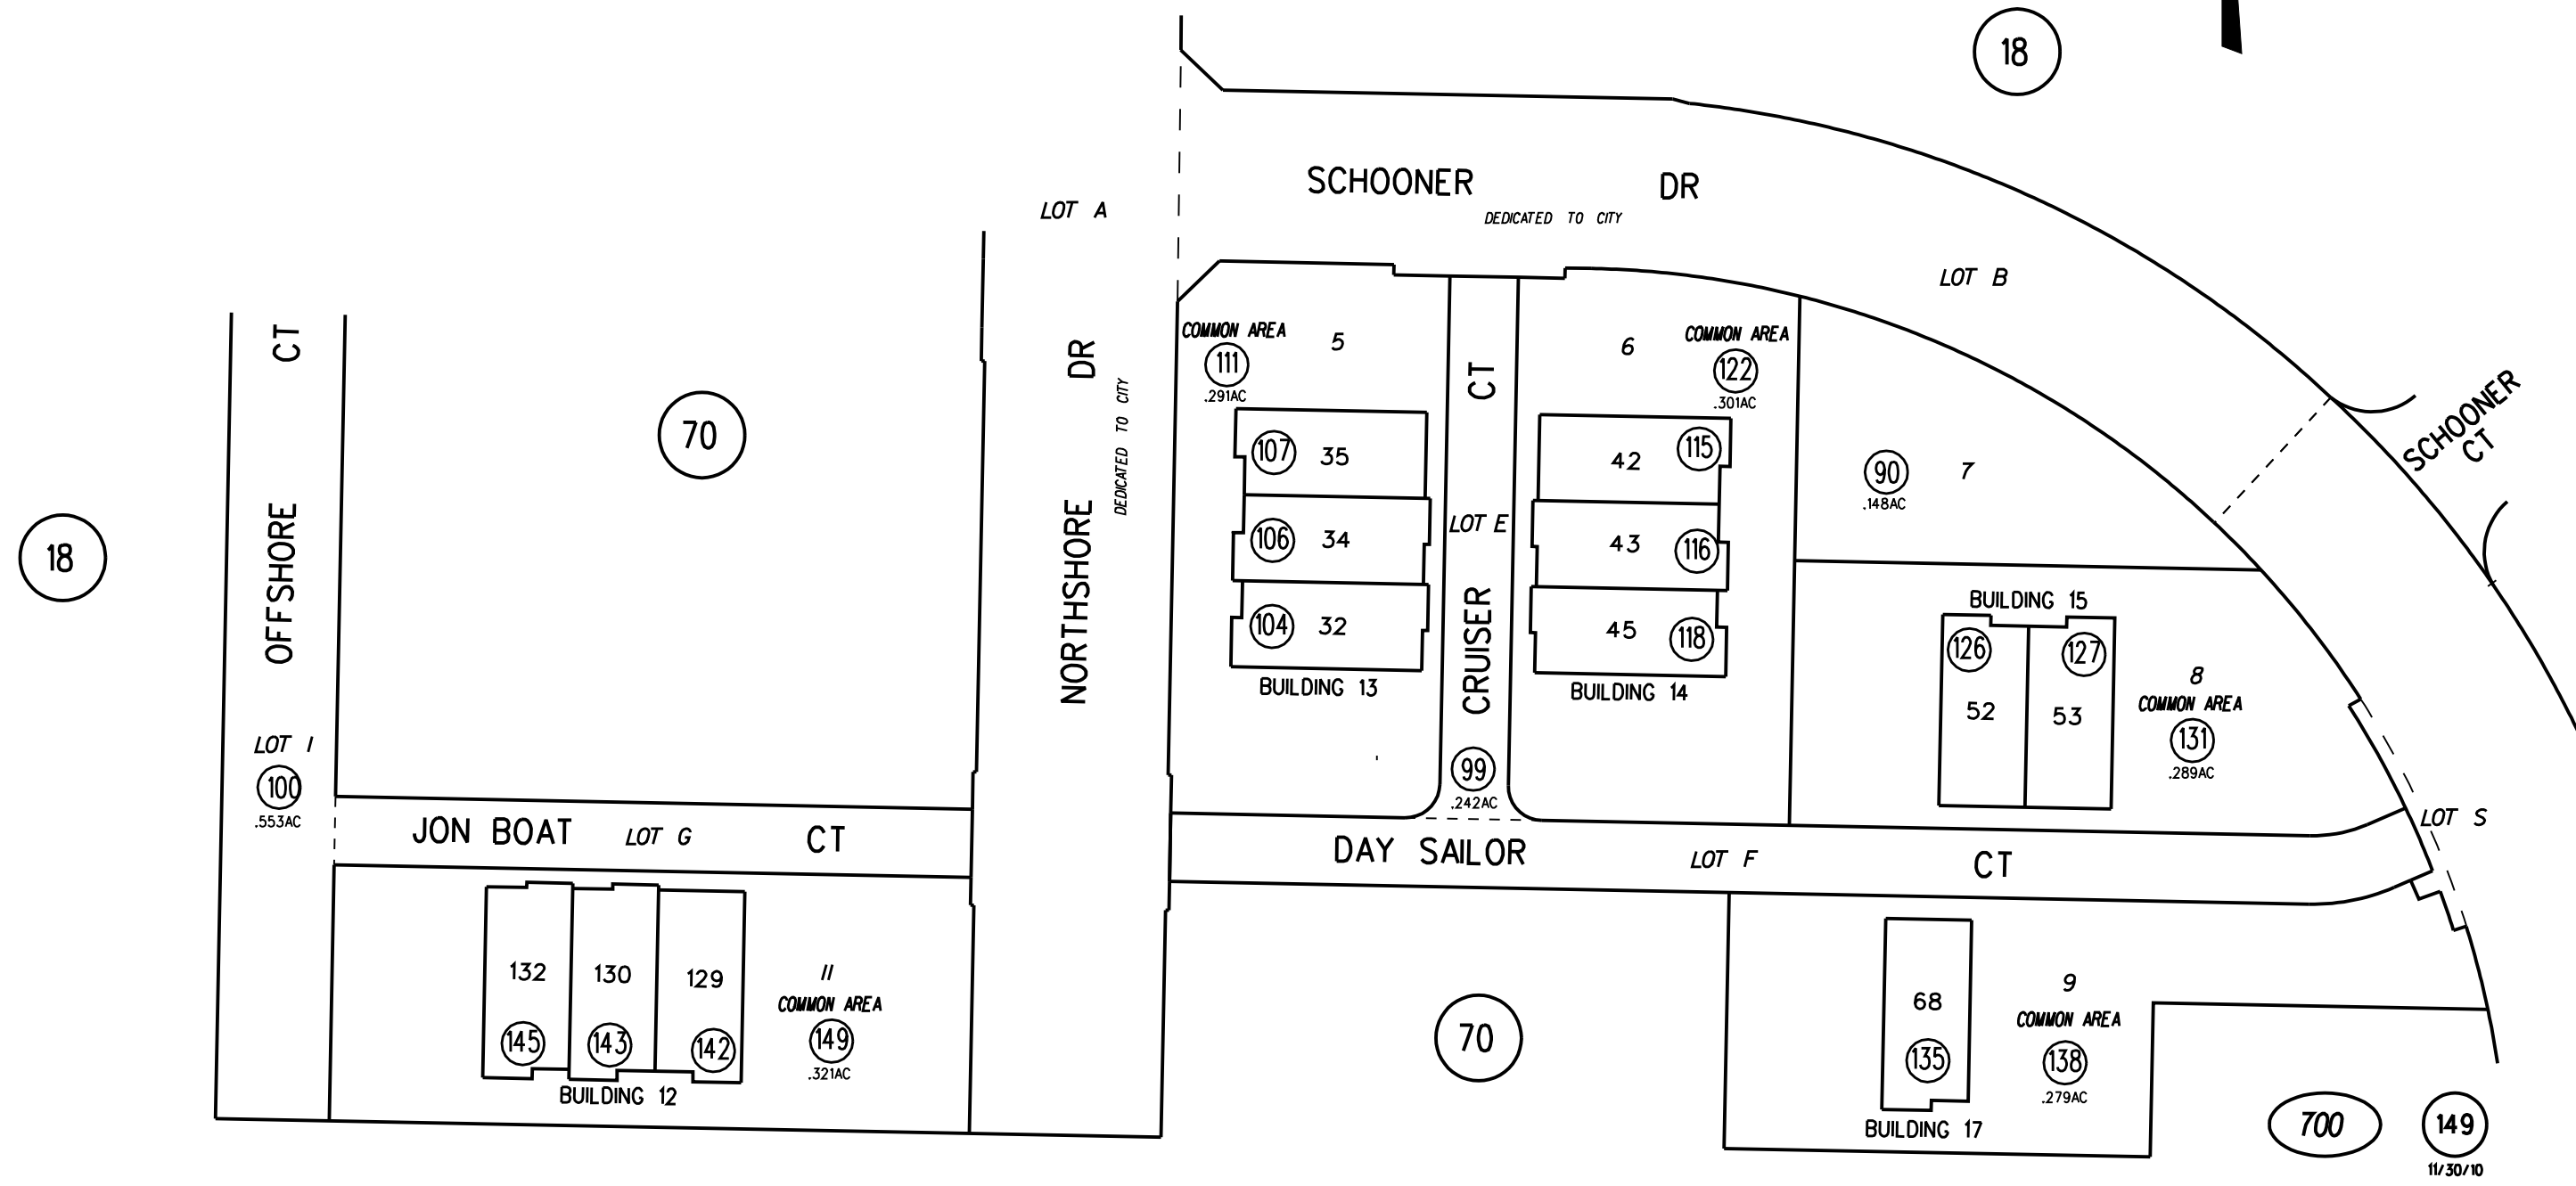 18
SCHOONER DR
DEDICATED TO CITY
LOT A
LOT B
SCHOONER
CT
18
OFFSHORE CT
LOT I
100
.553AC
70
NORTHSHORE DR
DEDICATED TO CITY
COMMON AREA
111
.291AC
5
107 35
106 34
104 32
BUILDING 13
CRUISER CT
LOT E
99
.242AC
6
COMMON AREA
122
.301AC
42 115
43 116
45 118
BUILDING 14
90 7
.148AC
BUILDING 15
126 127
52 53
8
COMMON AREA
131
.289AC
LOT S
JON BOAT LOT G CT
DAY SAILOR LOT F CT
132 130 129
145 143 142
BUILDING 12
11
COMMON AREA
149
.321AC
70
68
135
BUILDING 17
9
COMMON AREA
138
.279AC
700
149
11/30/10